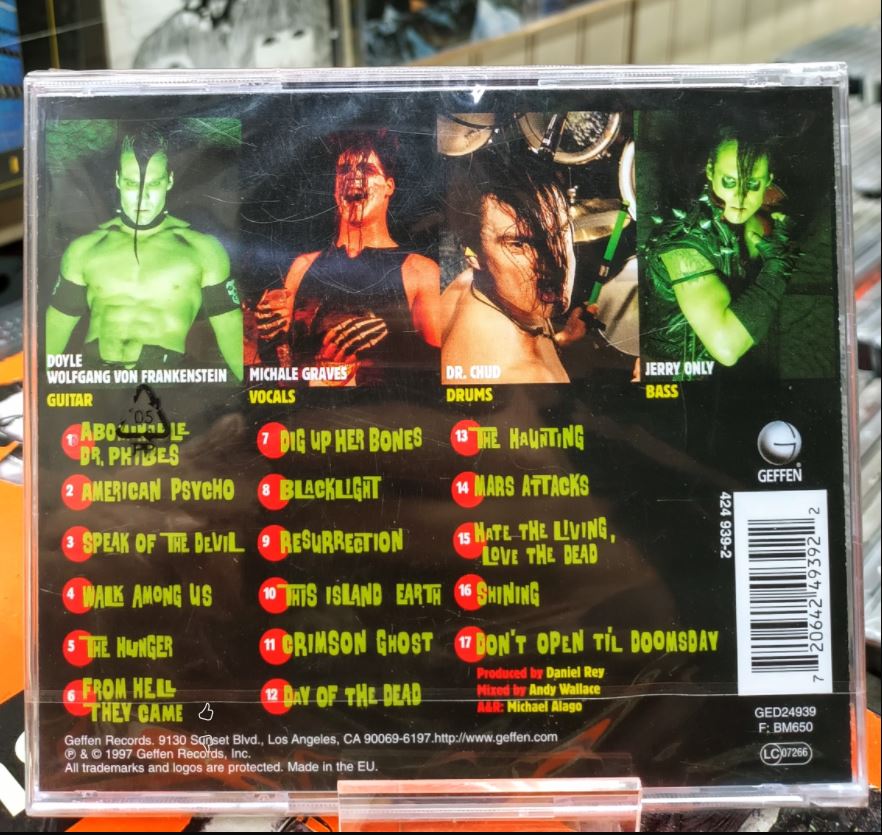 DOYLE
WOLFGANG VON FRANKENSTEIN
GUITAR
MICHALE GRAVES
VOCALS
DR. CHUD
DRUMS
JERRY ONLY
BASS
1 ABOMINABLE
DR. PHIBES
2 AMERICAN PSYCHO
3 SPEAK OF THE DEVIL
4 WALK AMONG US
5 THE HUNGER
6 FROM HELL
THEY CAME
7 DIG UP HER BONES
8 BLACKLIGHT
9 RESURRECTION
10 THIS ISLAND EARTH
11 CRIMSON GHOST
12 DAY OF THE DEAD
13 THE HAUNTING
14 MARS ATTACKS
15 HATE THE LIVING,
LOVE THE DEAD
16 SHINING
17 DON'T OPEN TIL DOOMSDAY
Produced by Daniel Rey
Mixed by Andy Wallace
A&R: Michael Alago
GEFFEN®
424 939-2
7 20642 49392 2
GED24939
F: BM650
LC 07266
05
PP
Geffen Records. 9130 Sunset Blvd., Los Angeles, CA 90069-6197.http://www.geffen.com
℗ & © 1997 Geffen Records, Inc.
All trademarks and logos are protected. Made in the EU.